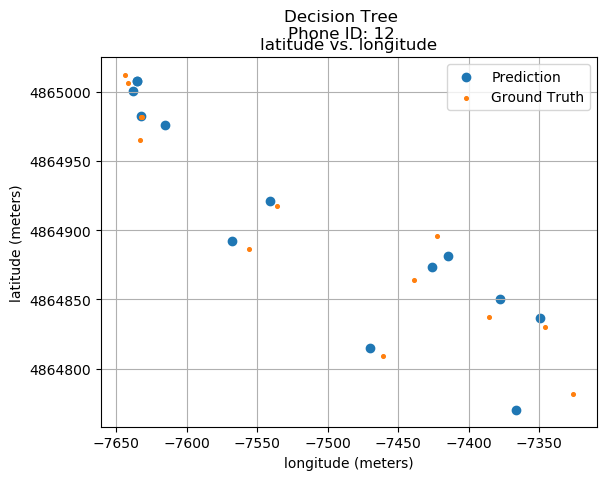 Decision Tree
Phone ID: 12
latitude vs. longitude
Prediction
Ground Truth
4865000
4864950
4864900
4864850
4864800
latitude (meters)
−7650 −7600 −7550 −7500 −7450 −7400 −7350
longitude (meters)